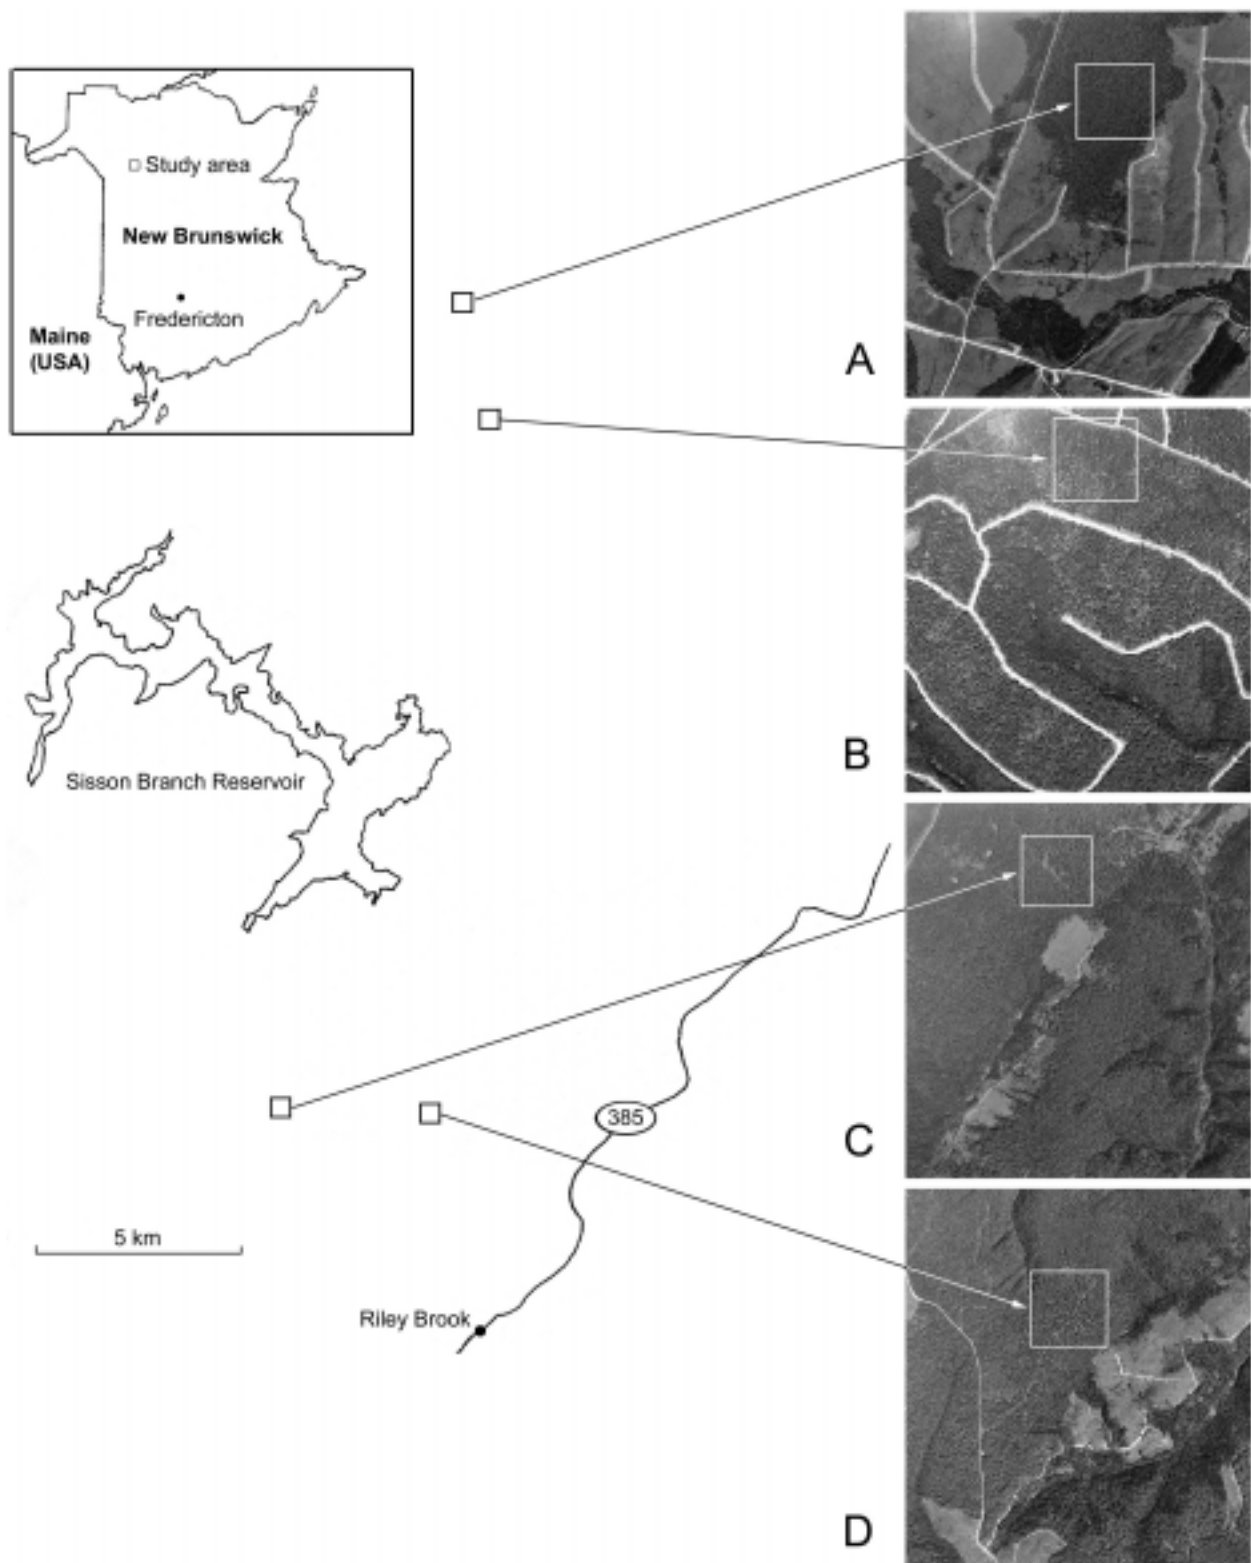 Study area
New Brunswick
Fredericton
Maine
(USA)
A
B
Sisson Branch Reservoir
C
385
5 km
Riley Brook
D